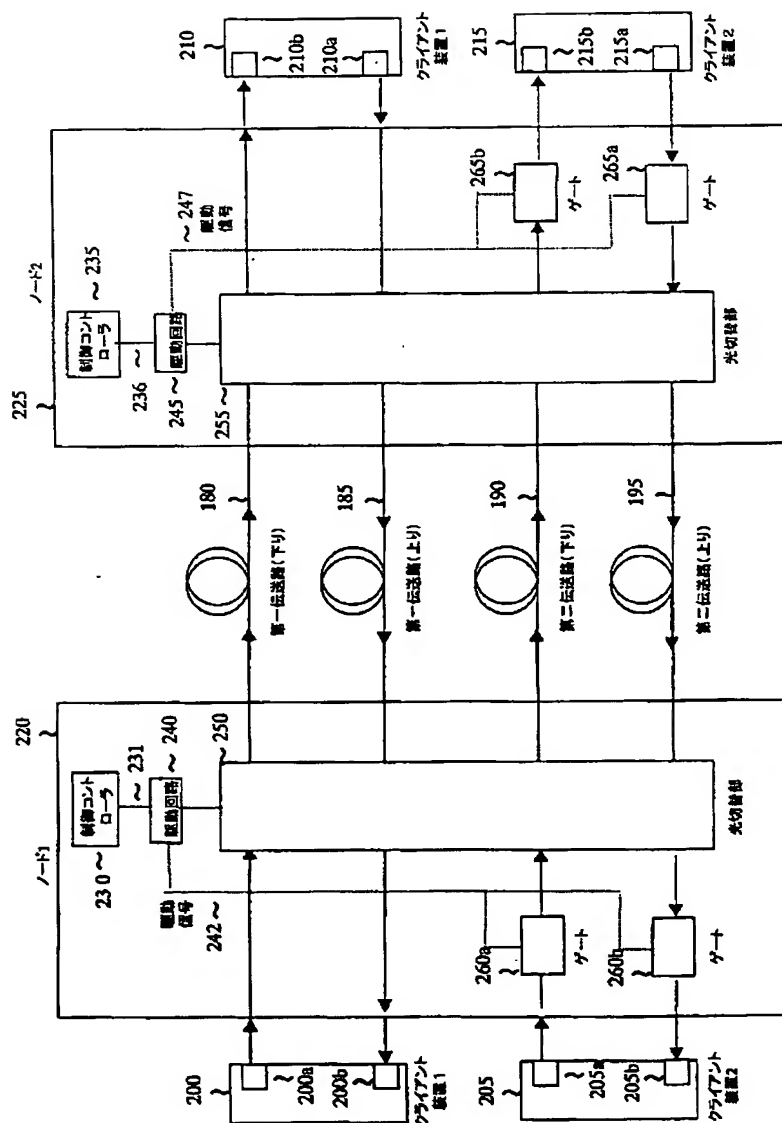 ノード1
220
制御コント
ローラ
230
231
駆動回路
240
250
駆動
信号
242
光切替部
260a
ゲート
260b
ゲート
200
200a
200b
クライアント
装置1
205
205a
205b
クライアント
装置2
180
第一伝送路(下り)
185
第一伝送路(上り)
190
第二伝送路(下り)
195
第二伝送路(上り)
ノード2
225
制御コント
ローラ
235
236
駆動回路
245
255
247
駆動
信号
光切替部
265b
ゲート
265a
ゲート
210
210b
210a
クライアント
装置1
215
215b
215a
クライアント
装置2